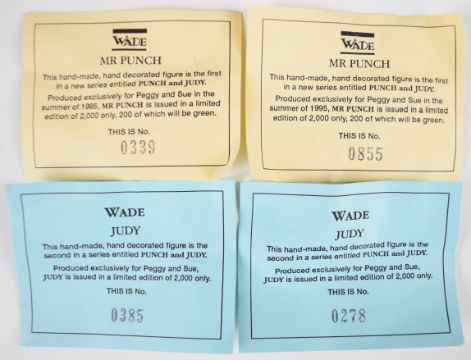 WADE
MR PUNCH
This hand-made, hand decorated figure is the first
in a new series entitled PUNCH and JUDY.
Produced exclusively for Peggy and Sue in the
summer of 1995, MR PUNCH is issued in a limited
edition of 2,000 only, 200 of which will be green.
THIS IS No.
0339
WADE
MR PUNCH
This hand-made, hand decorated figure is the first
in a new series entitled PUNCH and JUDY.
Produced exclusively for Peggy and Sue in the
summer of 1995, MR PUNCH is issued in a limited
edition of 2,000 only, 200 of which will be green.
THIS IS No.
0855
WADE
JUDY
This hand-made, hand decorated figure is the
second in a series entitled PUNCH and JUDY.
Produced exclusively for Peggy and Sue,
JUDY is issued in a limited edition of 2,000 only.
THIS IS No.
0385
WADE
JUDY
This hand-made, hand decorated figure is the
second in a series entitled PUNCH and JUDY.
Produced exclusively for Peggy and Sue,
JUDY is issued in a limited edition of 2,000 only.
THIS IS No.
0278